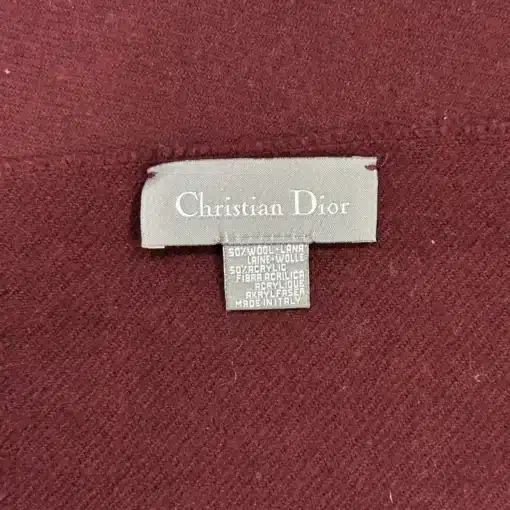 Christian Dior
50%WOOL-LANA
LAINE-WOLLE
50%ACRYLIC
FIBRA ACRILICA
ACRYLIQUE
AKRYLFASER
MADE IN ITALY